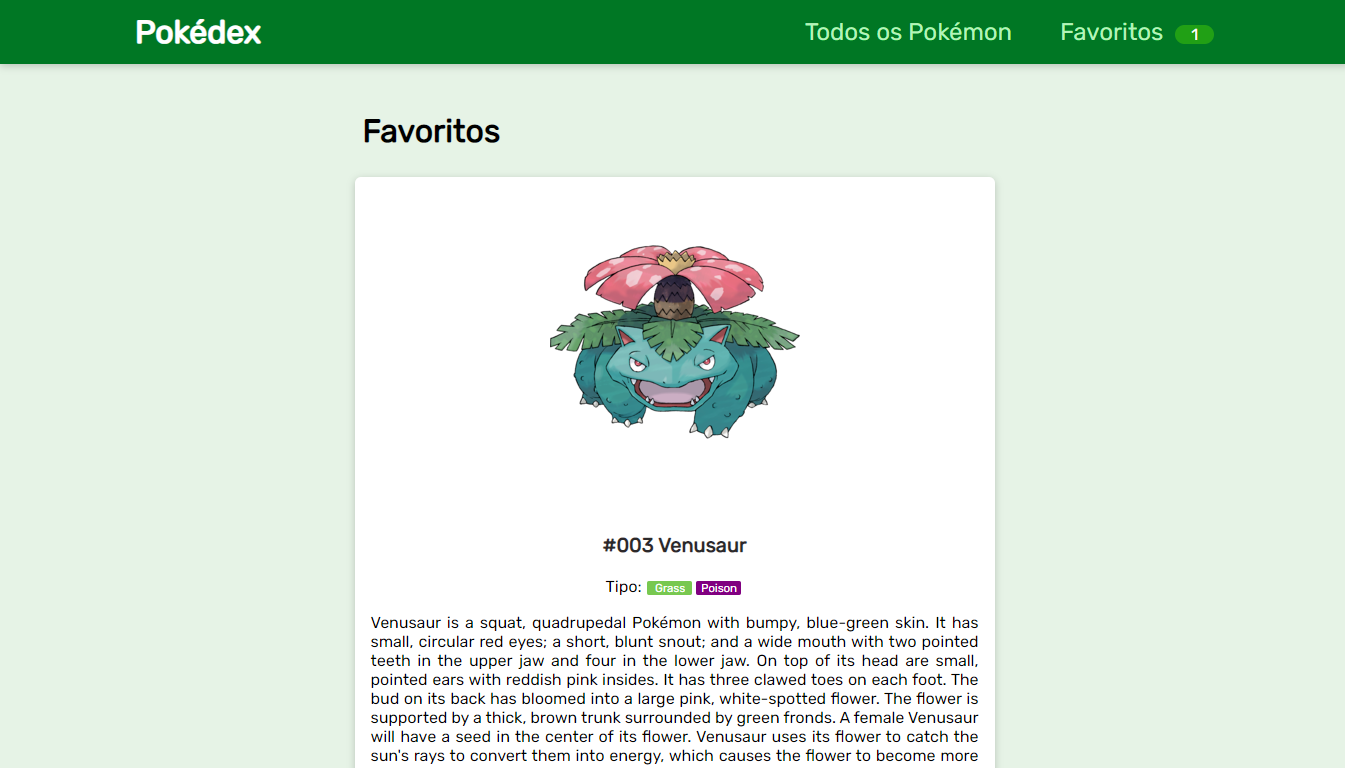 Pokédex
Todos os Pokémon
Favoritos 1
Favoritos
#003 Venusaur
Tipo: Grass Poison
Venusaur is a squat, quadrupedal Pokémon with bumpy, blue-green skin. It has
small, circular red eyes; a short, blunt snout; and a wide mouth with two pointed
teeth in the upper jaw and four in the lower jaw. On top of its head are small,
pointed ears with reddish pink insides. It has three clawed toes on each foot. The
bud on its back has bloomed into a large pink, white-spotted flower. The flower is
supported by a thick, brown trunk surrounded by green fronds. A female Venusaur
will have a seed in the center of its flower. Venusaur uses its flower to catch the
sun's rays to convert them into energy, which causes the flower to become more